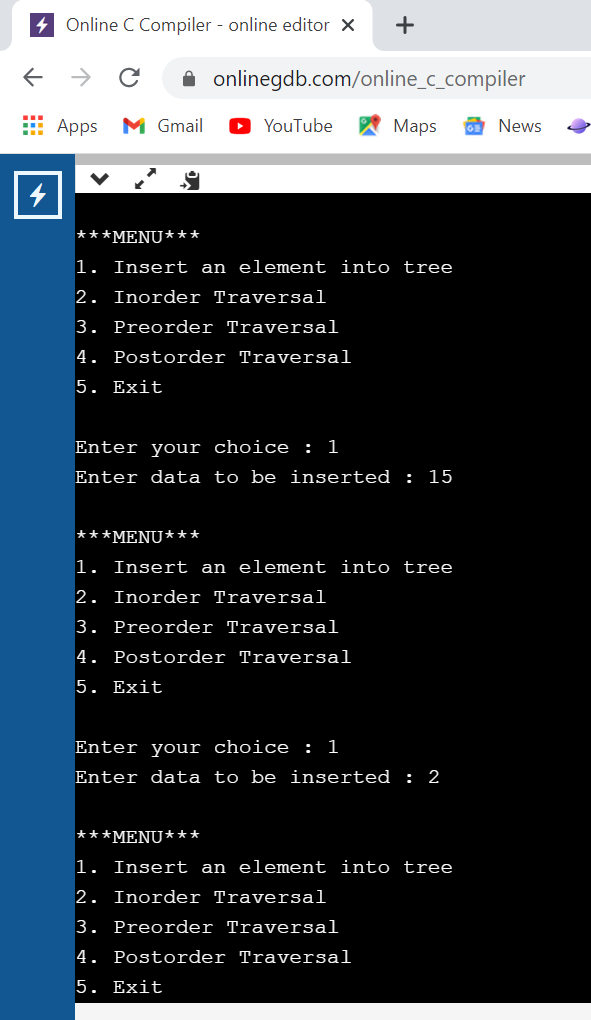 Online C Compiler - online editor
onlinegdb.com/online_c_compiler
Apps Gmail YouTube Maps News
***MENU***
1. Insert an element into tree
2. Inorder Traversal
3. Preorder Traversal
4. Postorder Traversal
5. Exit
Enter your choice : 1
Enter data to be inserted : 15
***MENU***
1. Insert an element into tree
2. Inorder Traversal
3. Preorder Traversal
4. Postorder Traversal
5. Exit
Enter your choice : 1
Enter data to be inserted : 2
***MENU***
1. Insert an element into tree
2. Inorder Traversal
3. Preorder Traversal
4. Postorder Traversal
5. Exit